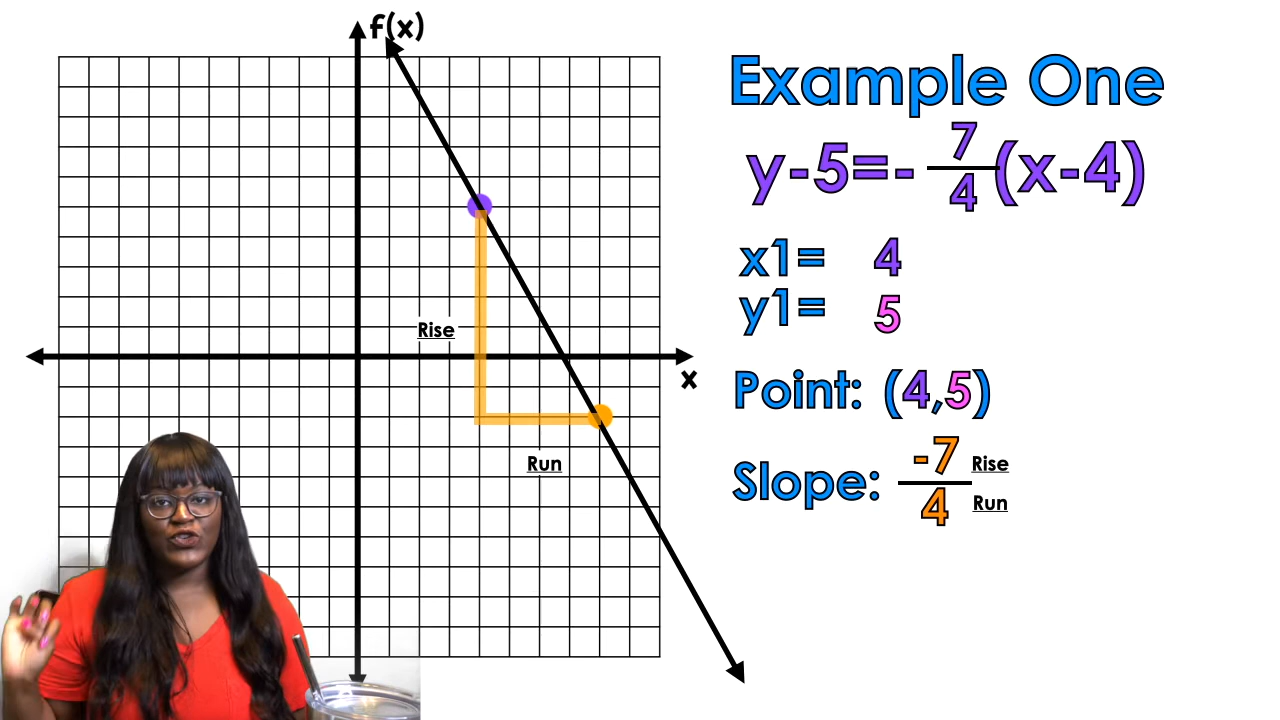 f(x)
Example One
y-5=-7/4(x-4)
x1= 4
y1= 5
Rise
x
Point: (4,5)
Run
Slope: -7/4 Rise Run